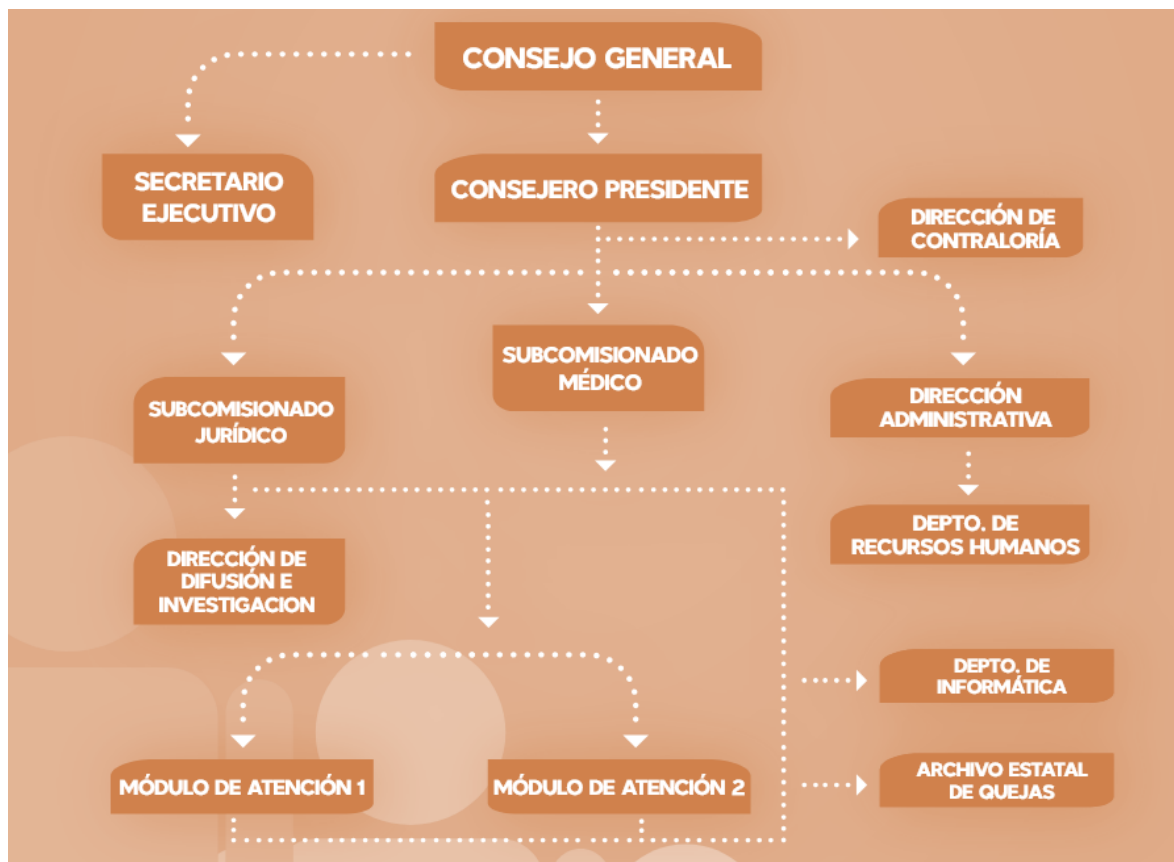 CONSEJO GENERAL
SECRETARIO
EJECUTIVO
CONSEJERO PRESIDENTE
DIRECCIÓN DE
CONTRALORÍA
SUBCOMISIONADO
MÉDICO
SUBCOMISIONADO
JURÍDICO
DIRECCIÓN
ADMINISTRATIVA
DIRECCIÓN DE
DIFUSIÓN E
INVESTIGACION
DEPTO. DE
RECURSOS HUMANOS
DEPTO. DE
INFORMÁTICA
MÓDULO DE ATENCIÓN 1
MÓDULO DE ATENCIÓN 2
ARCHIVO ESTATAL
DE QUEJAS